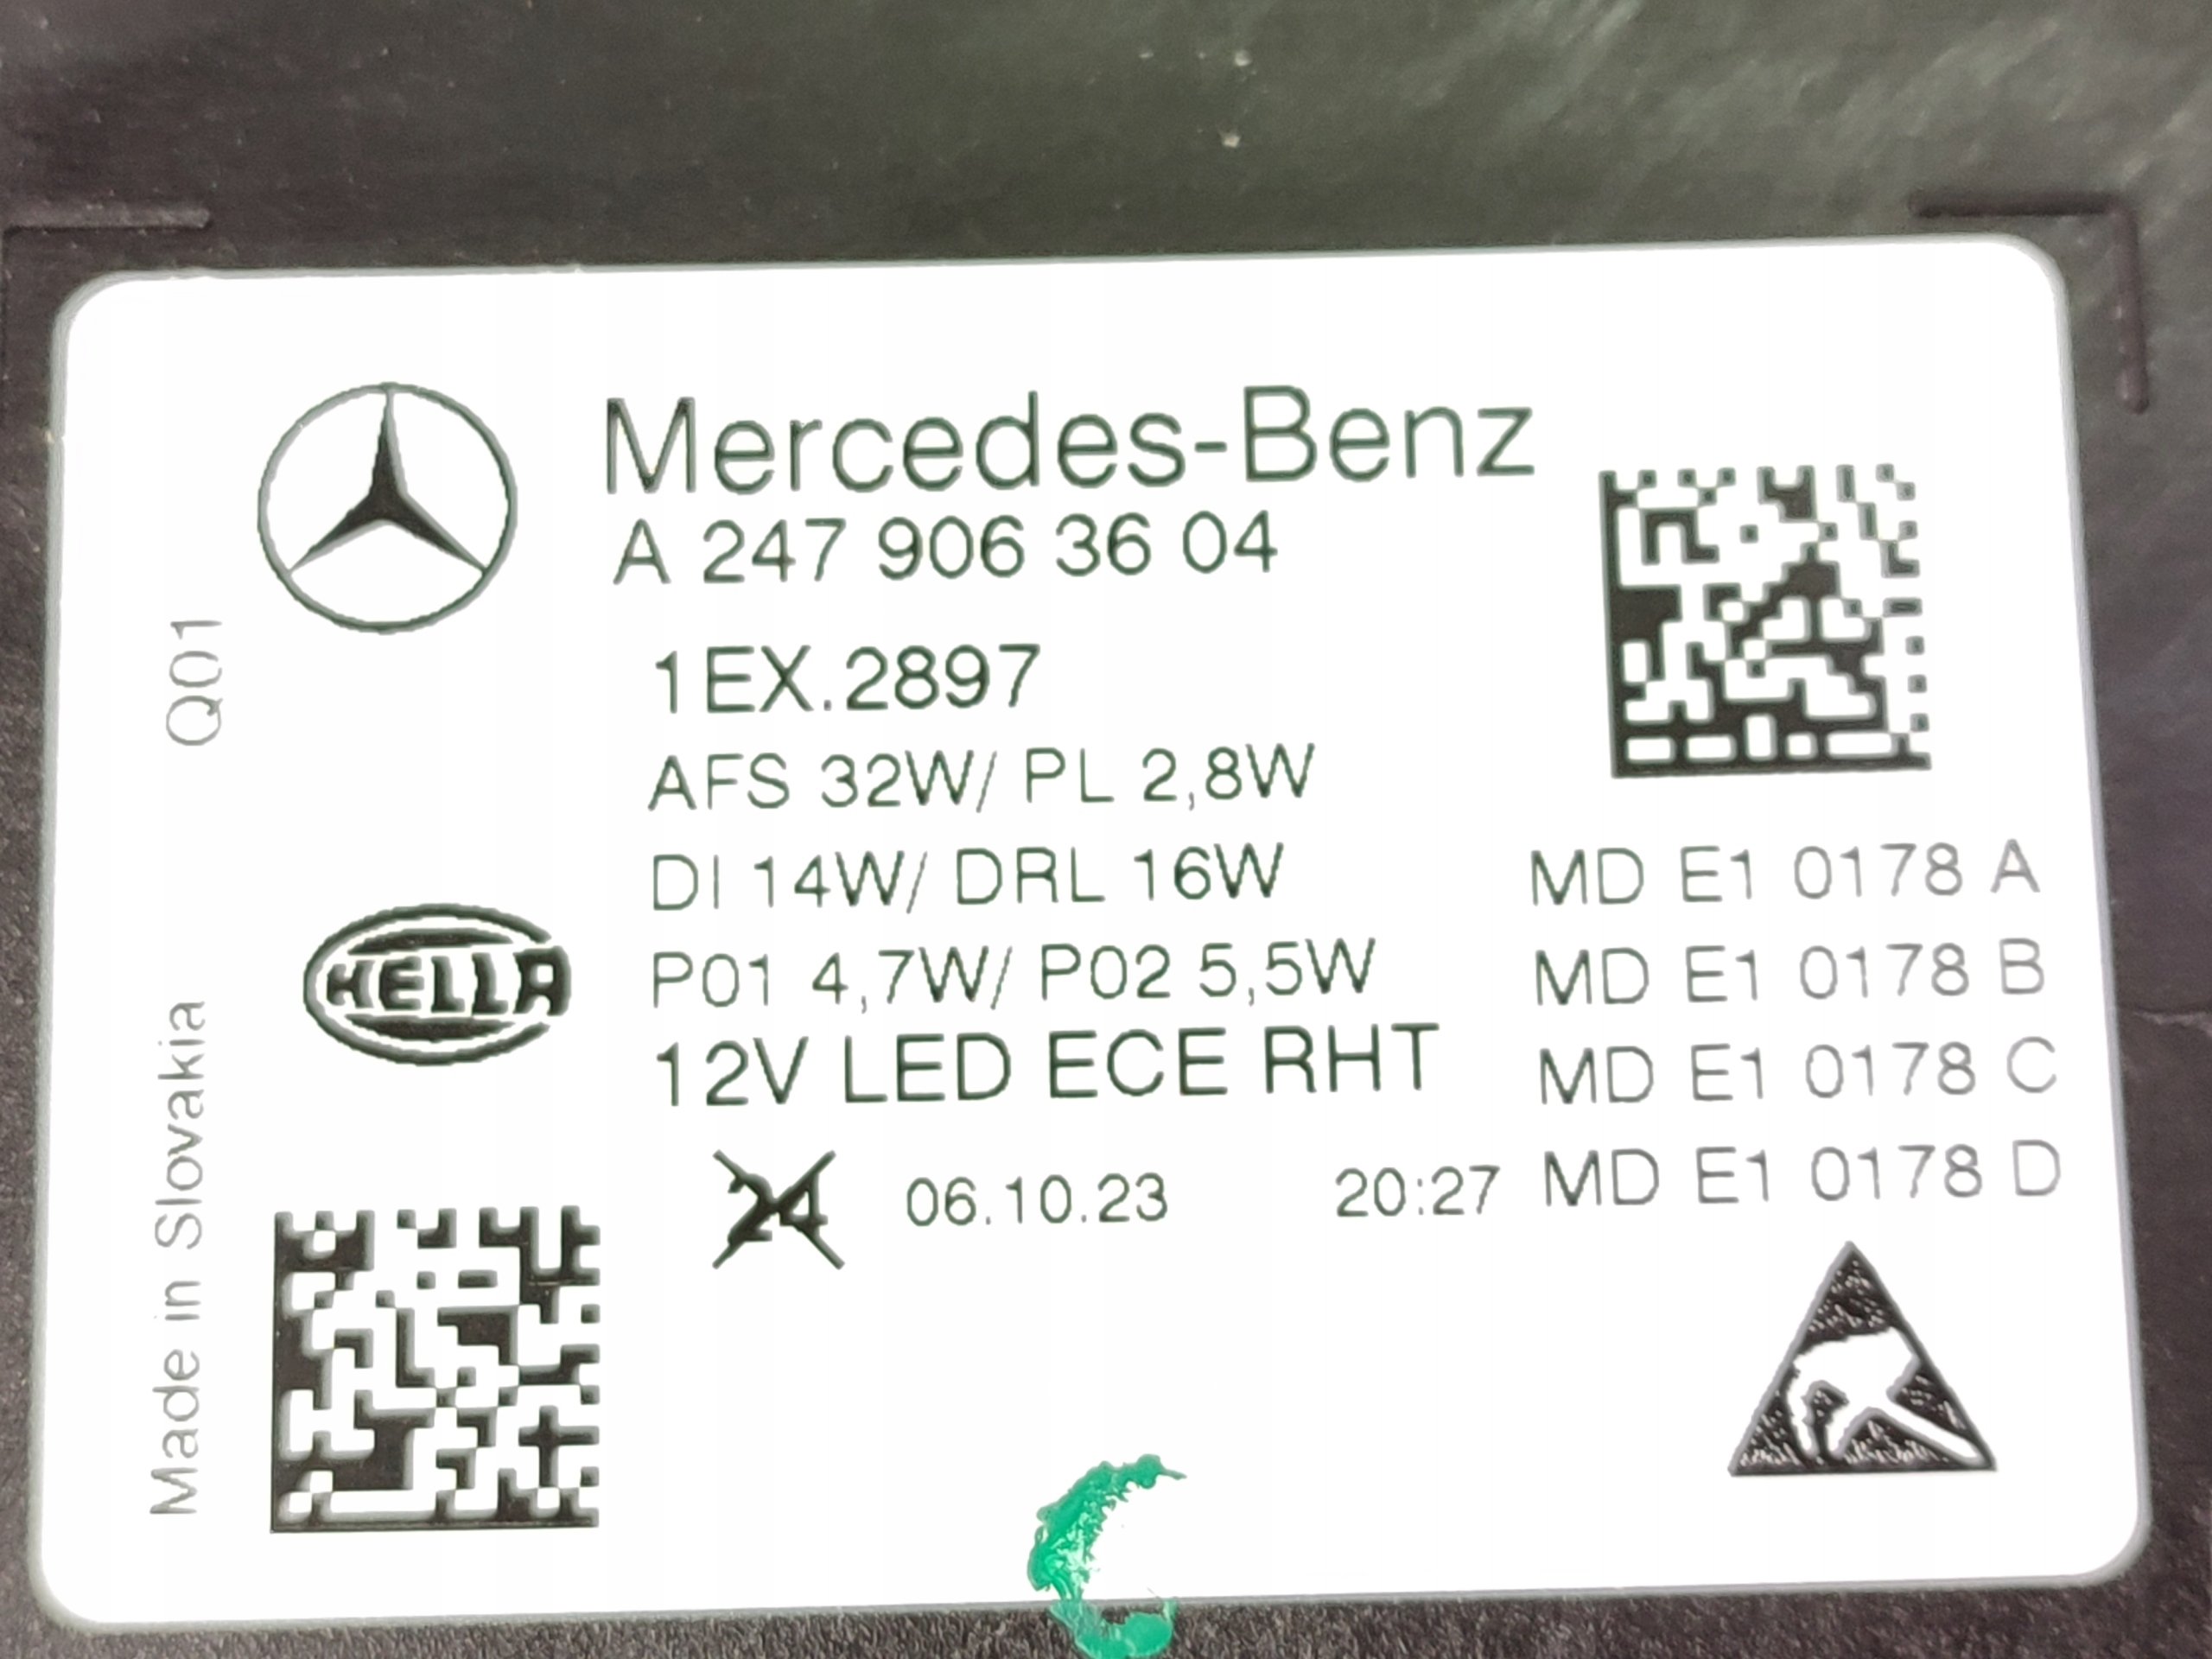 Mercedes-Benz
A 247 906 36 04
1EX.2897
AFS 32W/ PL 2,8W
DI 14W/ DRL 16W
P01 4,7W/ P02 5,5W
12V LED ECE RHT
24 06.10.23 20:27
MD E1 0178 A
MD E1 0178 B
MD E1 0178 C
MD E1 0178 D
Q01
HELLA
Made in Slovakia